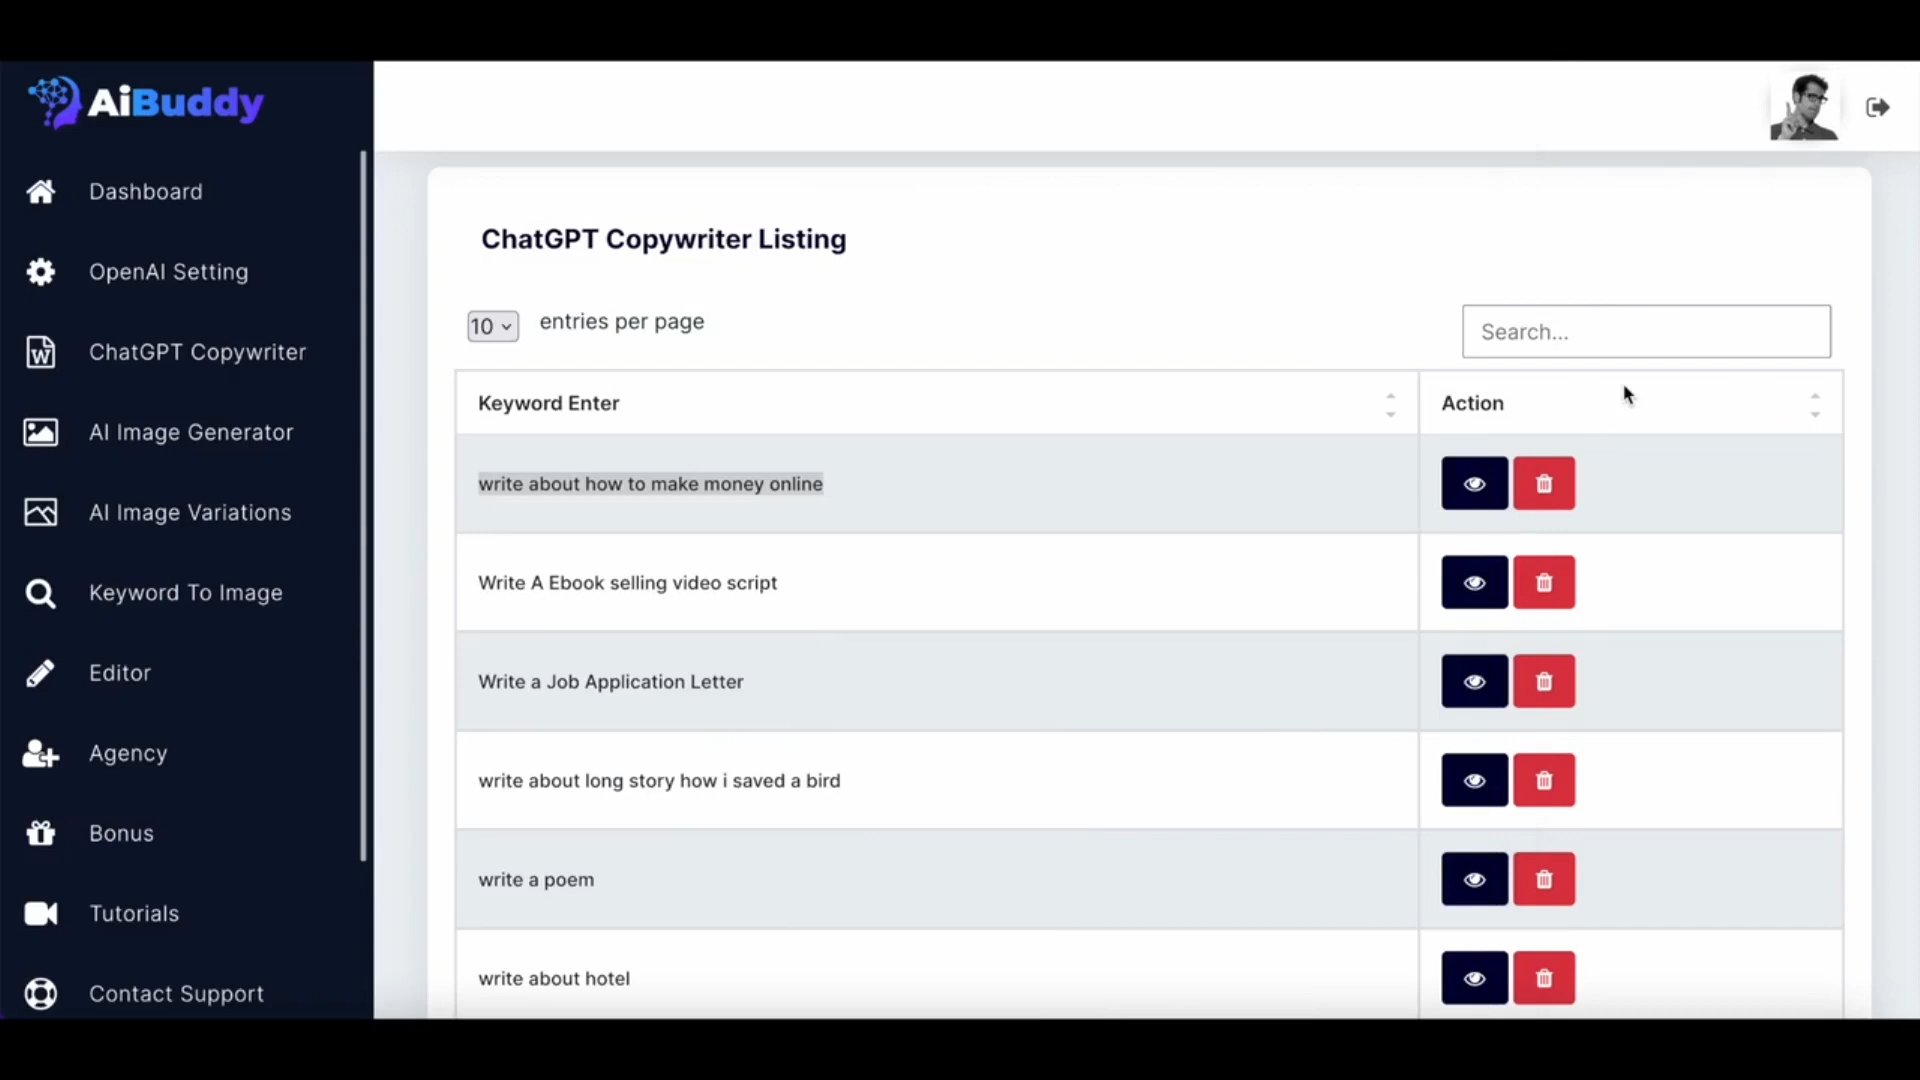 AiBuddy
Dashboard
OpenAI Setting
ChatGPT Copywriter
AI Image Generator
AI Image Variations
Keyword To Image
Editor
Agency
Bonus
Tutorials
Contact Support
ChatGPT Copywriter Listing
10 entries per page
Search...
Keyword Enter Action
write about how to make money online
Write A Ebook selling video script
Write a Job Application Letter
write about long story how i saved a bird
write a poem
write about hotel